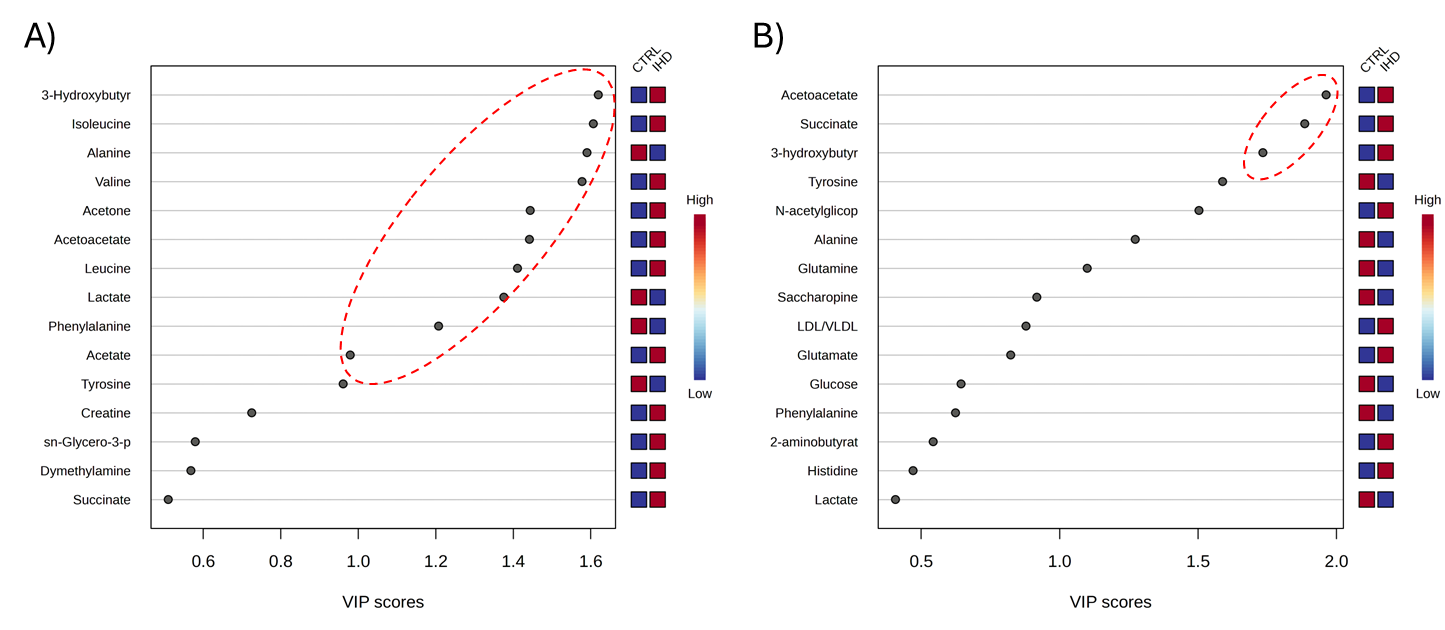 A)
CTRL
IHD
3-Hydroxybutyr
Isoleucine
Alanine
Valine
Acetone
Acetoacetate
Leucine
Lactate
Phenylalanine
Acetate
Tyrosine
Creatine
sn-Glycero-3-p
Dymethylamine
Succinate
High
Low
0.6 0.8 1.0 1.2 1.4 1.6
VIP scores
B)
CTRL
IHD
Acetoacetate
Succinate
3-hydroxybutyr
Tyrosine
N-acetylglicop
Alanine
Glutamine
Saccharopine
LDL/VLDL
Glutamate
Glucose
Phenylalanine
2-aminobutyrat
Histidine
Lactate
High
Low
0.5 1.0 1.5 2.0
VIP scores